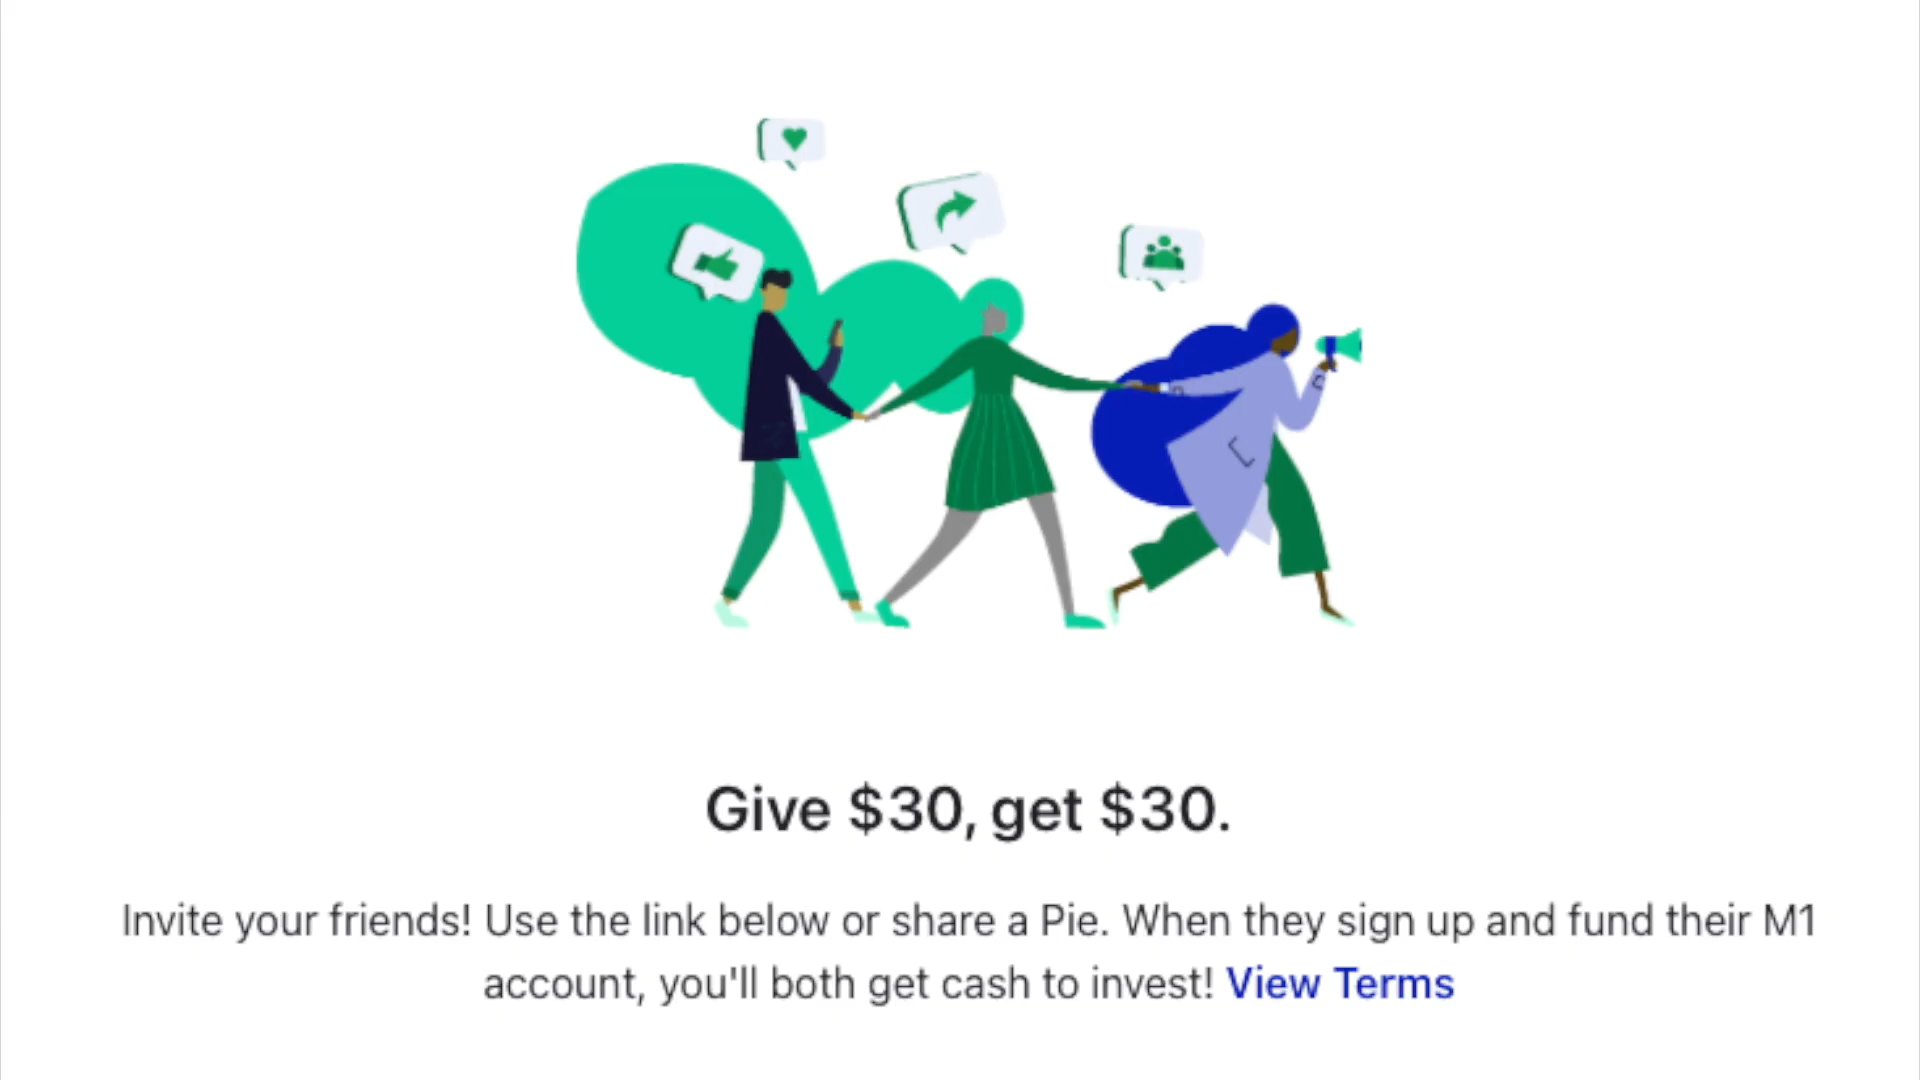 Give $30, get $30.
Invite your friends! Use the link below or share a Pie. When they sign up and fund their M1
account, you'll both get cash to invest! View Terms